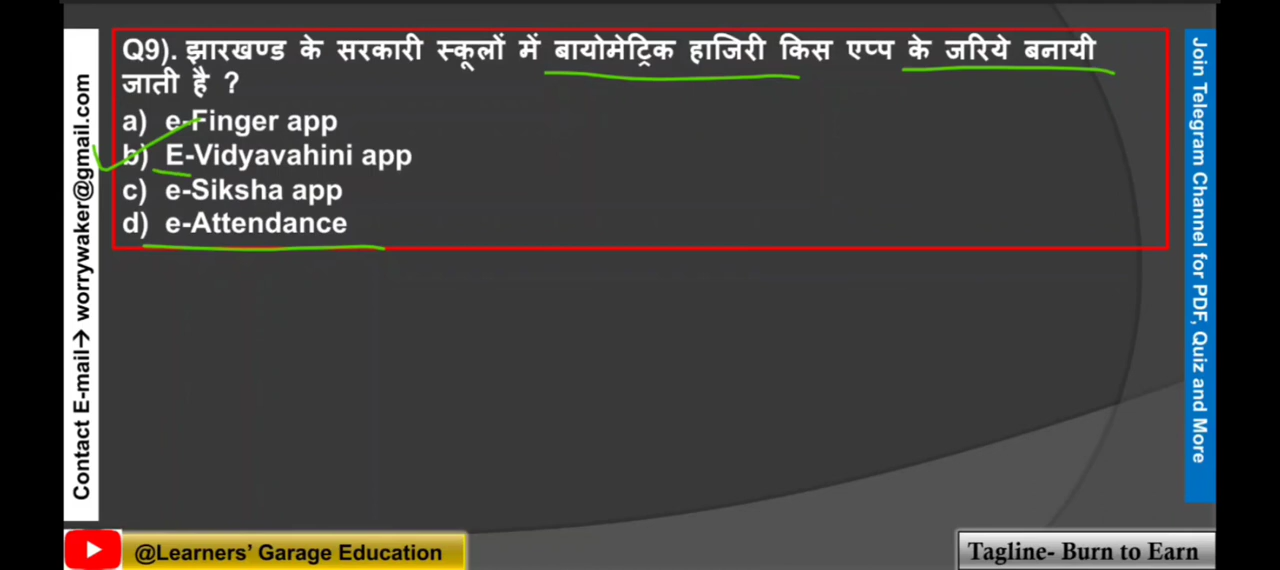 Q9). झारखण्ड के सरकारी स्कूलों में बायोमेट्रिक हाजिरी किस एप्प के जरिये बनायी
जाती है ?
a) e-Finger app
b) E-Vidyavahini app
c) e-Siksha app
d) e-Attendance
Contact E-mail→ worrywaker@gmail.com
Join Telegram Channel for PDF, Quiz and More
@Learners’ Garage Education
Tagline- Burn to Earn